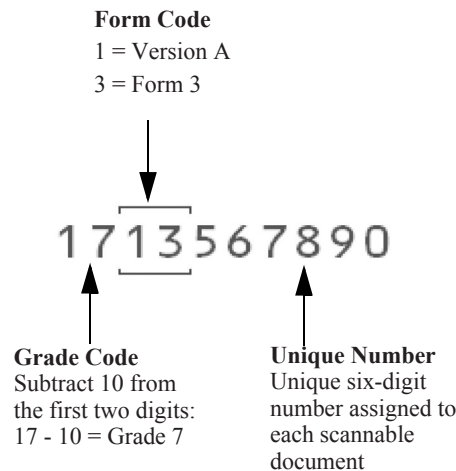 Form Code
1 = Version A
3 = Form 3
1713567890
Grade Code
Subtract 10 from
the first two digits:
17 - 10 = Grade 7
Unique Number
Unique six-digit
number assigned to
each scannable
document